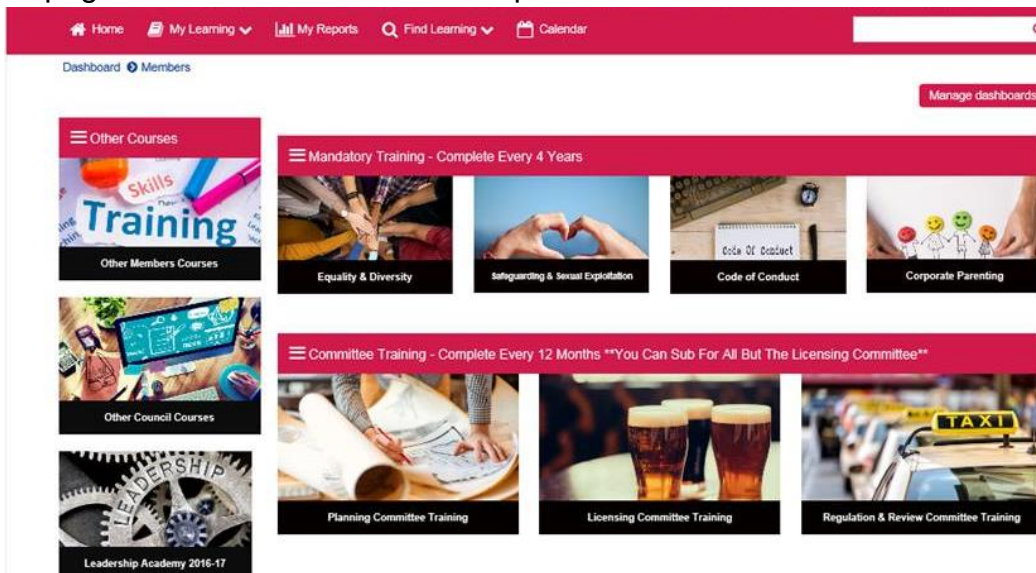 Home My Learning My Reports Find Learning Calendar
Dashboard Members
Manage dashboards
Other Courses
Skills
Training
Other Members Courses
Other Council Courses
LEADERSHIP
Leadership Academy 2016-17
Mandatory Training - Complete Every 4 Years
Equality & Diversity
Safeguarding & Sexual Exploitation
Code Of Conduct
Code of Conduct
Corporate Parenting
Committee Training - Complete Every 12 Months **You Can Sub For All But The Licensing Committee**
Planning Committee Training
Licensing Committee Training
TAXI
Regulation & Review Committee Training